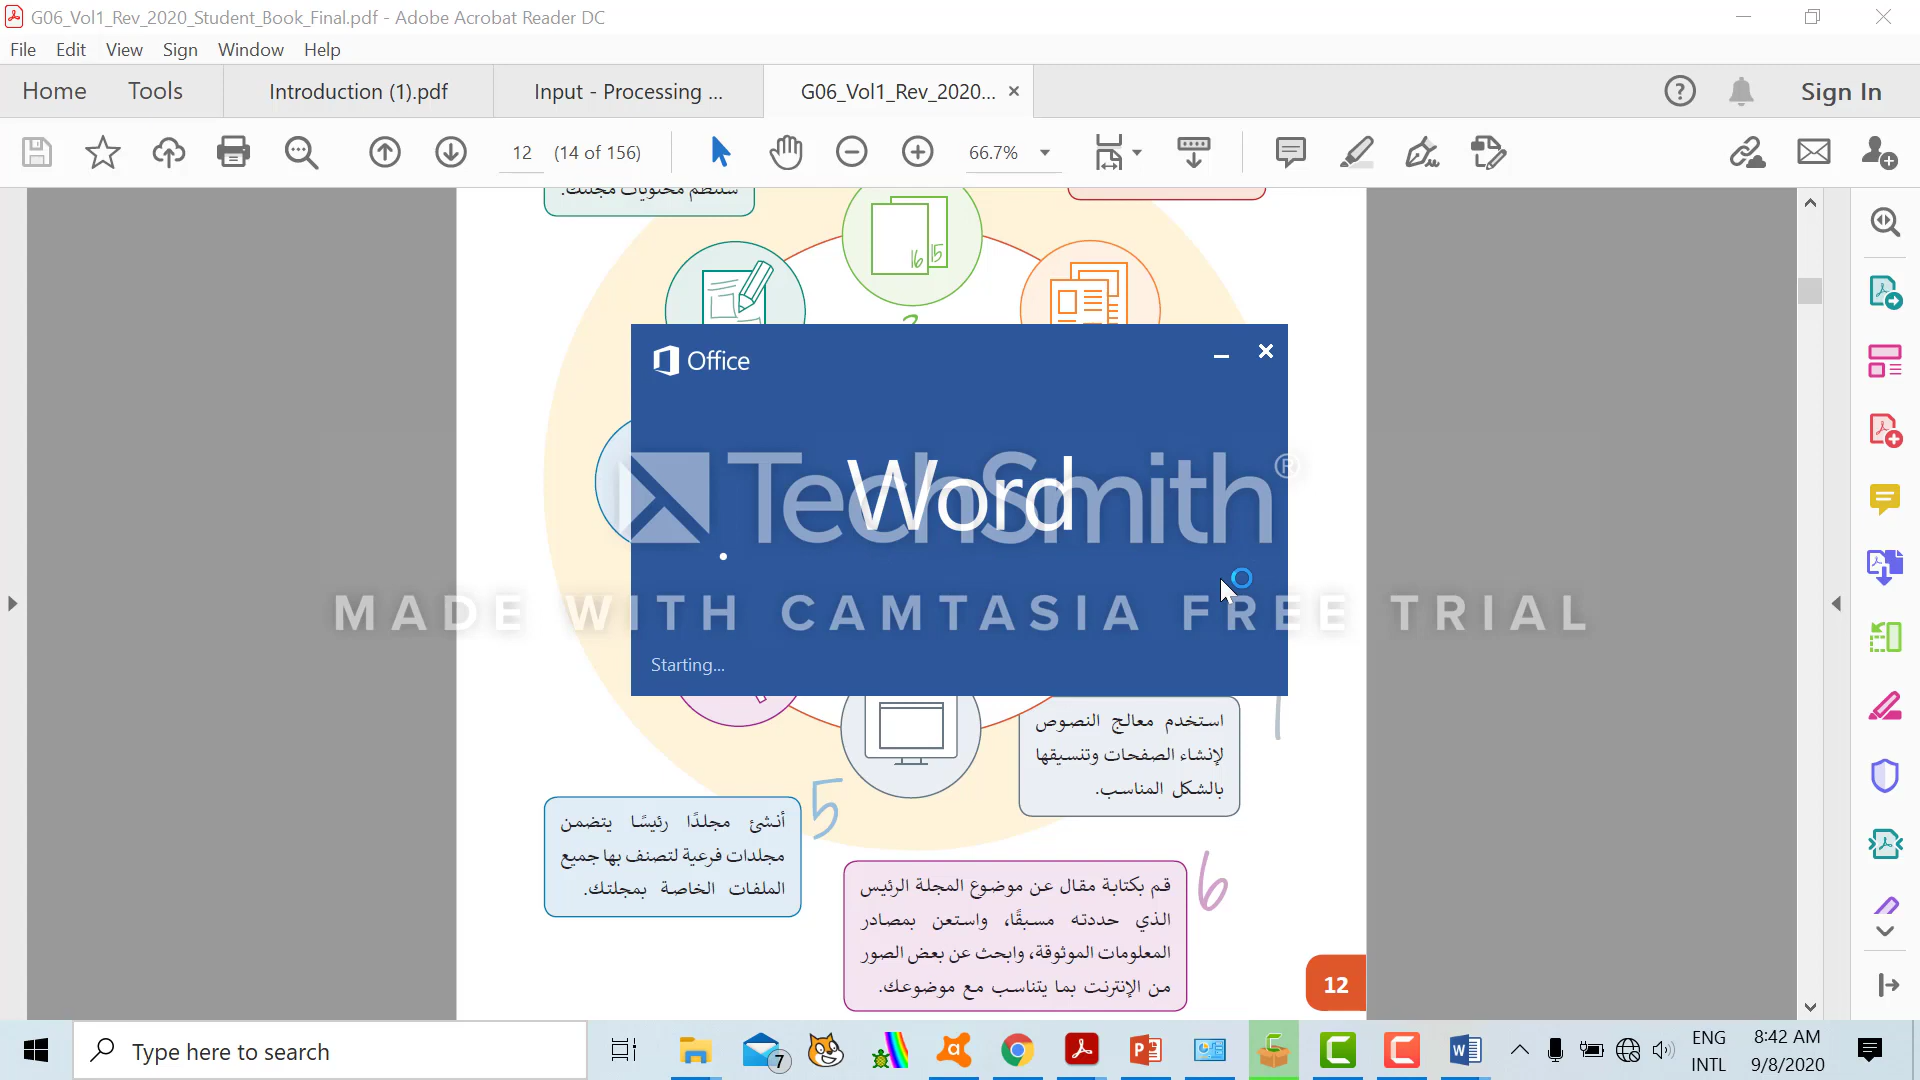 G06_Vol1_Rev_2020_Student_Book_Final.pdf - Adobe Acrobat Reader DC
File Edit View Sign Window Help
Home Tools Introduction (1).pdf Input - Processing ... G06_Vol1_Rev_2020... × Sign In
12 (14 of 156) 66.7%
محتويات مجلتك.
16 15
Office
Word
TechSmith®
MADE WITH CAMTASIA FREE TRIAL
Starting...
استخدم معالج النصوص
لإنشاء الصفحات وتنسيقها
بالشكل المناسب.
5
أنشئ مجلدًا رئيسًا يتضمن
مجلدات فرعية لتصنف بها جميع
الملفات الخاصة بمجلتك.
6
قم بكتابة مقال عن موضوع المجلة الرئيس
الذي حددته مسبقًا، واستعن بمصادر
المعلومات الموثوقة، وابحث عن بعض الصور
من الإنترنت بما يتناسب مع موضوعك.
12
Type here to search
7
ENG
INTL
8:42 AM
9/8/2020